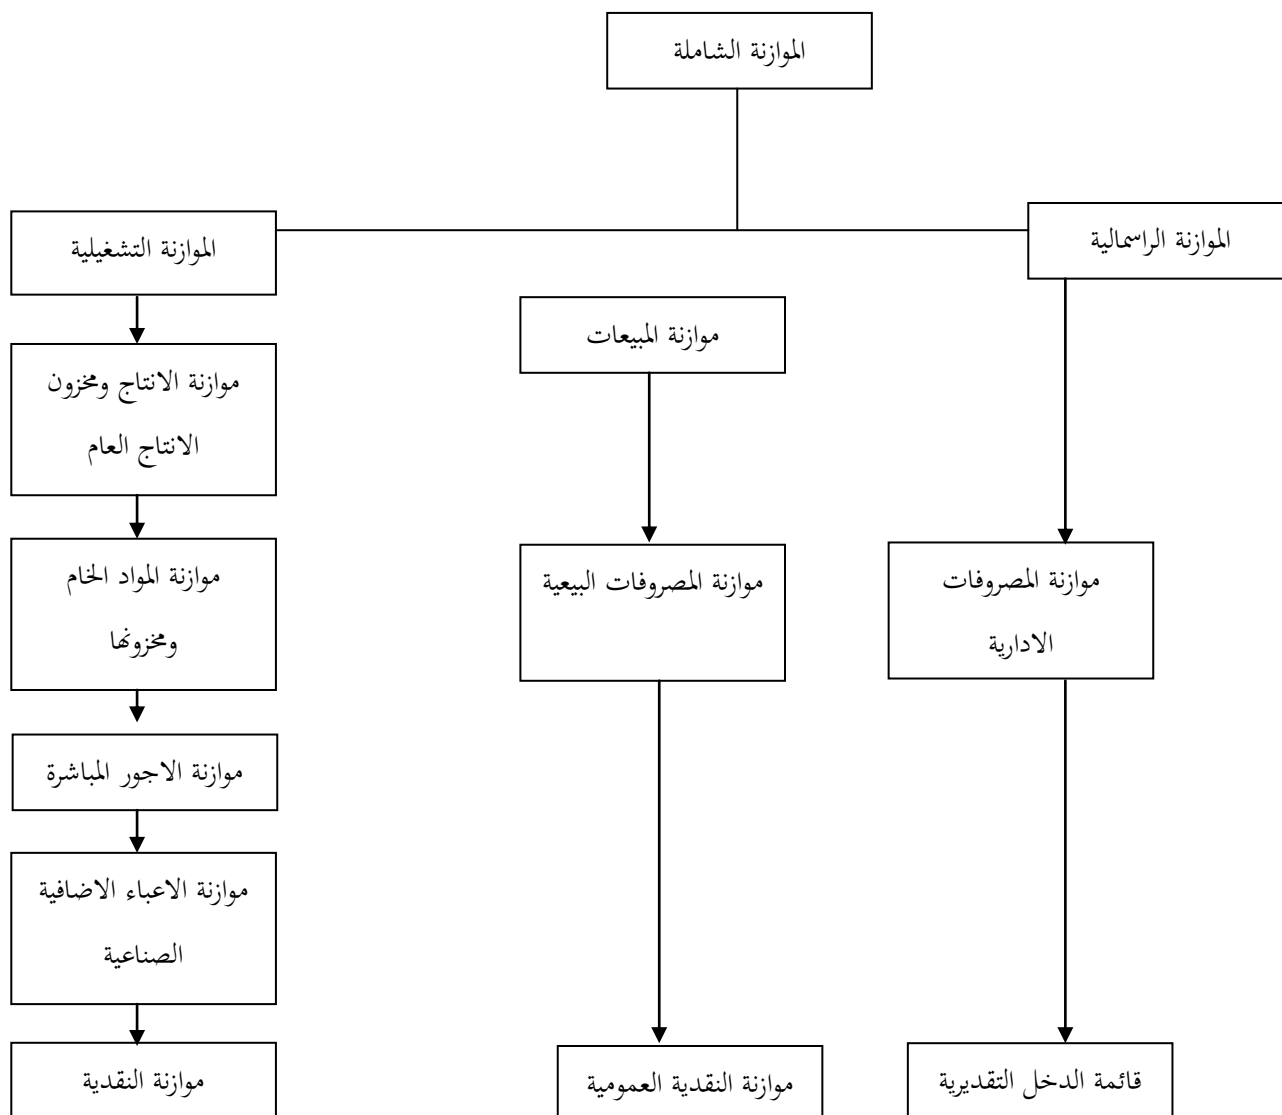 الموازنة الشاملة
الموازنة الراسمالية
الموازنة التشغيلية
موازنة المبيعات
موازنة الانتاج ومخزون
الانتاج العام
موازنة المصروفات
الادارية
موازنة المصروفات البيعية
موازنة المواد الخام
ومخزونها
موازنة الاجور المباشرة
موازنة الاعباء الاضافية
الصناعية
قائمة الدخل التقديرية
موازنة النقدية العمومية
موازنة النقدية